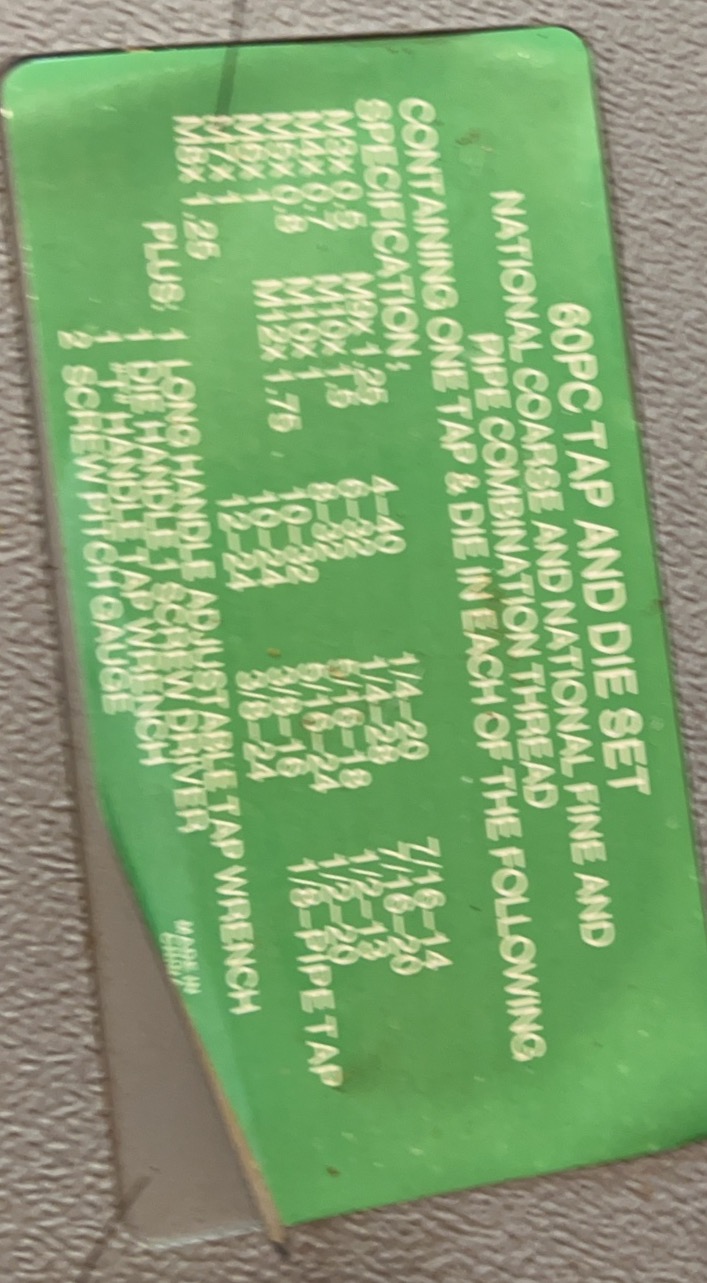 60PC TAP AND DIE SET
NATIONAL COARSE AND NATIONAL FINE AND
PIPE COMBINATION THREAD
CONTAINING ONE TAP & DIE IN EACH OF THE FOLLOWING
SPECIFICATION ;
M3x 0.5 M9x 1.25 4-40 1/4-20 7/16-14
M4x 0.7 M10x 1.5 6-32 1/4-28 7/16-20
M5x 0.8 M10x 8-32 5/16-18 1/2-13
M6x 1 M12x 1.75 10-32 5/16-24 1/2-20
M7x 1 10-24 3/8-16 1/8-PIPE TAP
M8x 1.25 12-24 3/8-24
PLUS; 1 LONG HANDLE ADJUSTABLE TAP WRENCH
1 DIE HANDLE 1 SCREW DRIVER
1 "T" HANDLE TAP WRENCH
2 SCREW PITCH GAUGE
MADE IN